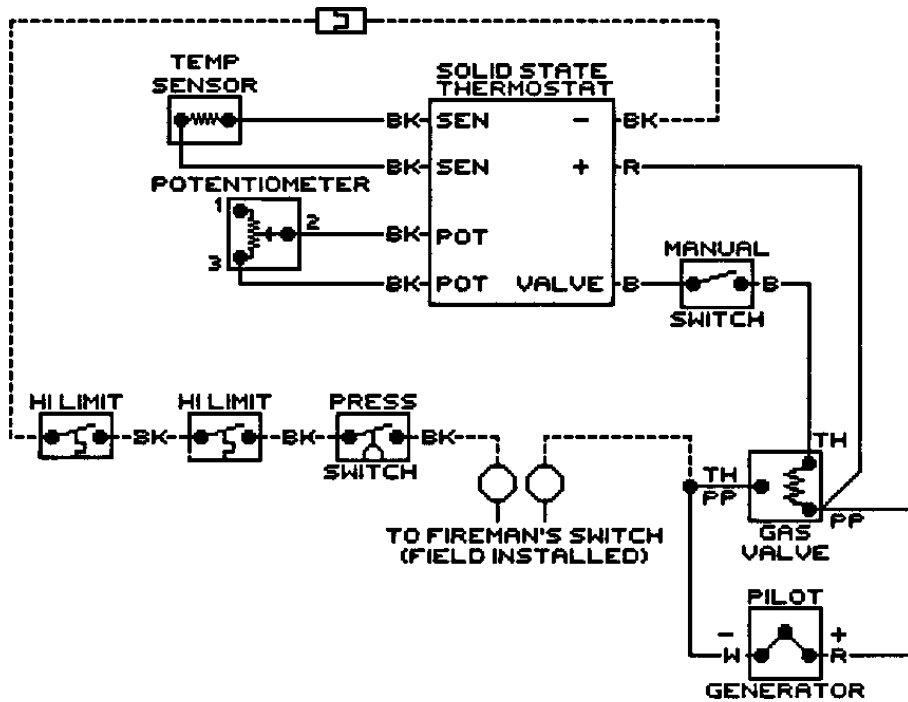 TEMP
SENSOR
SOLID STATE
THERMOSTAT
BK SEN - BK
BK SEN + R
POTENTIOMETER
1
2
3
BK POT
BK POT VALVE B
MANUAL
B
SWITCH
HI LIMIT HI LIMIT PRESS
BK BK BK
SWITCH
TH
TH
PP
PP
GAS
VALVE
TO FIREMAN'S SWITCH
(FIELD INSTALLED)
PILOT
- +
W R
GENERATOR